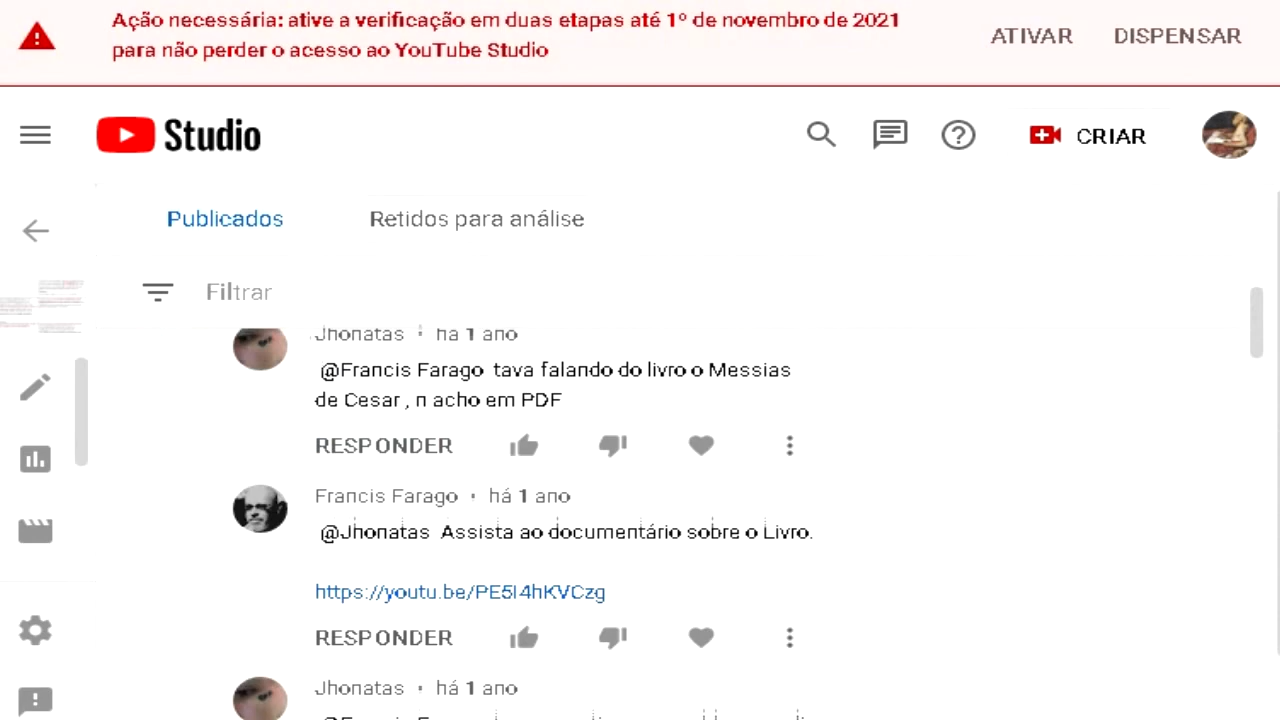 Ação necessária: ative a verificação em duas etapas até 1º de novembro de 2021
para não perder o acesso ao YouTube Studio
ATIVAR DISPENSAR
Studio
CRIAR
Publicados Retidos para análise
Filtrar
Jhonatas • há 1 ano
@Francis Farago tava falando do livro o Messias
de Cesar , n acho em PDF
RESPONDER
Francis Farago • há 1 ano
@Jhonatas Assista ao documentário sobre o Livro.
https://youtu.be/PE5I4hKVCzg
RESPONDER
Jhonatas • há 1 ano